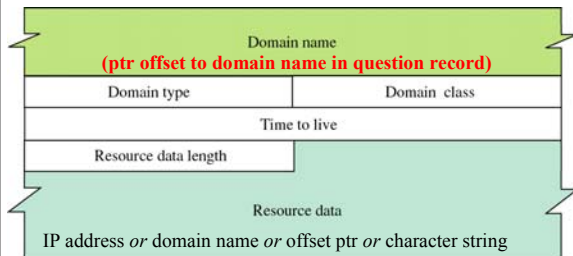 Domain name
(ptr offset to domain name in question record)
Domain type Domain class
Time to live
Resource data length
Resource data
IP address or domain name or offset ptr or character string